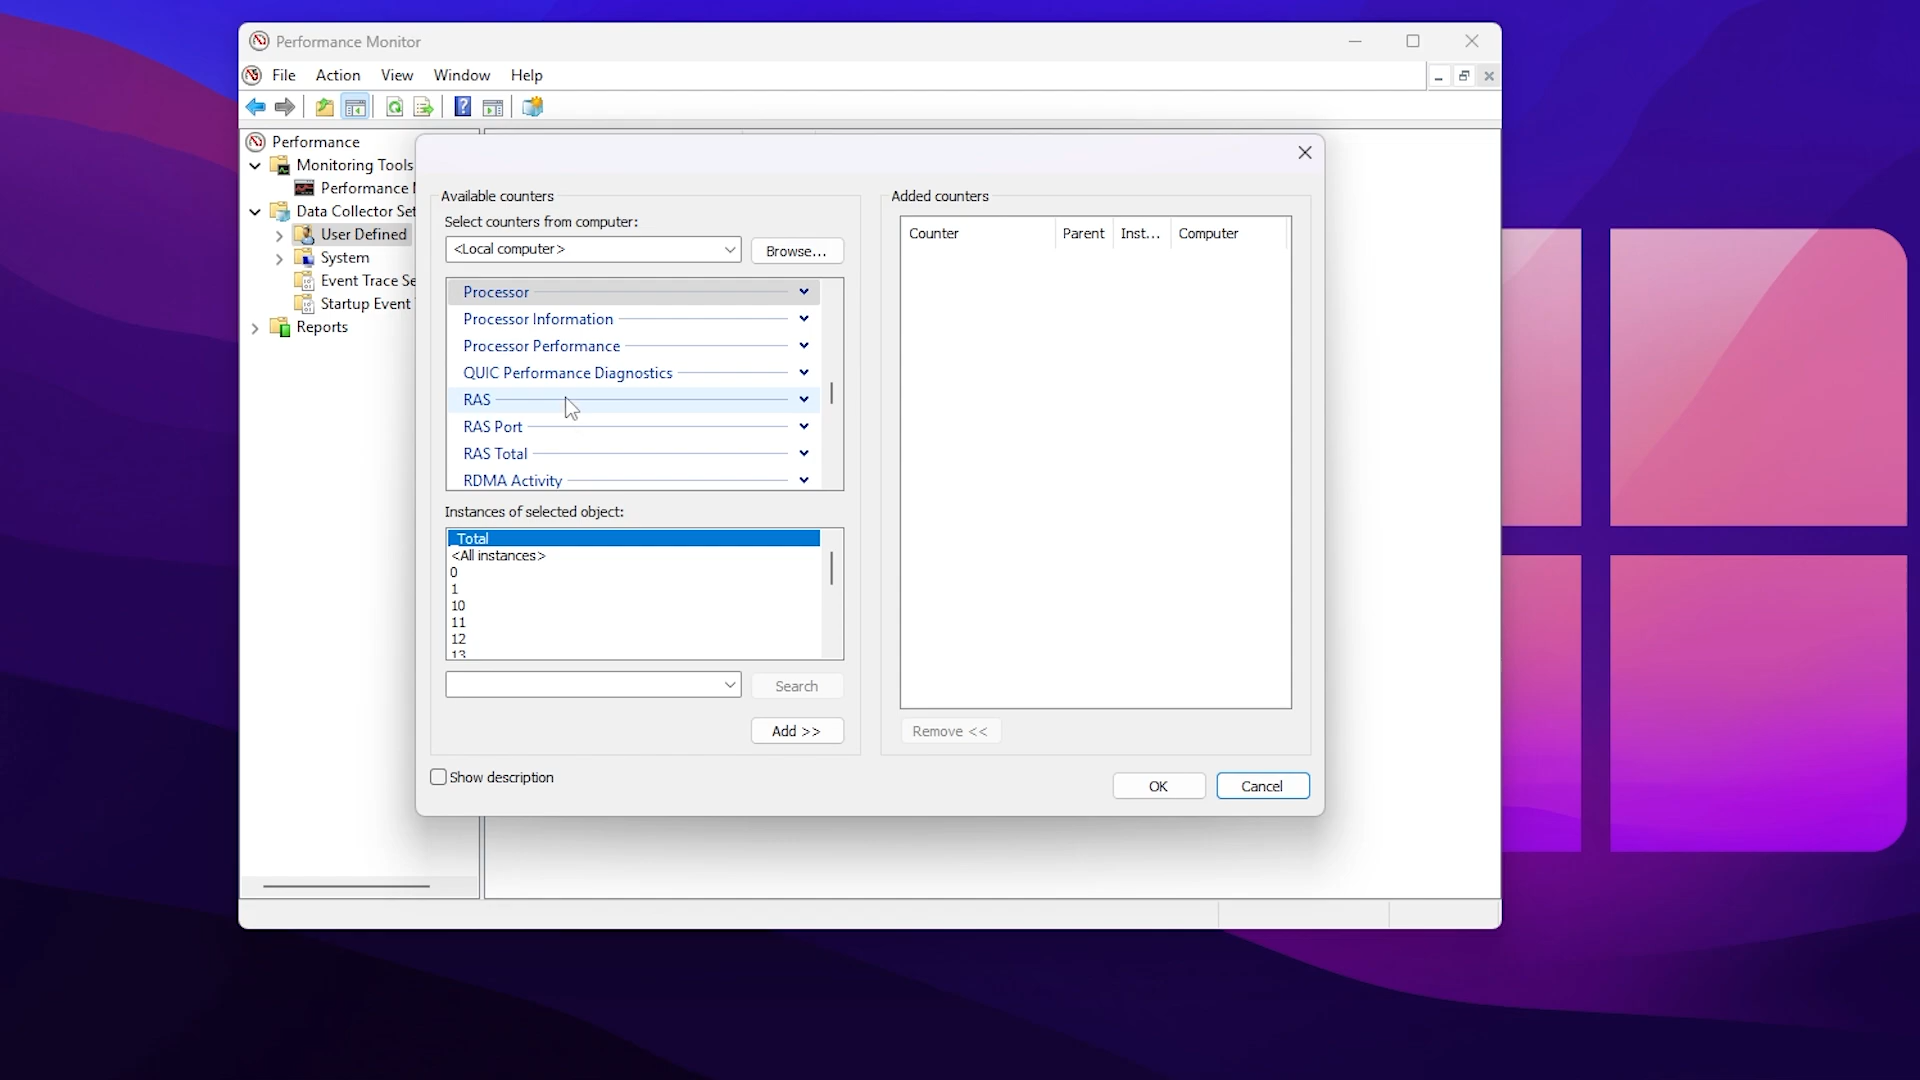 Performance Monitor
File Action View Window Help
Performance
Monitoring Tools
Performance M
Data Collector Set
User Defined
System
Event Trace Se
Startup Event
Reports
Available counters
Select counters from computer:
<Local computer>
Browse...
Processor
Processor Information
Processor Performance
QUIC Performance Diagnostics
RAS
RAS Port
RAS Total
RDMA Activity
Instances of selected object:
_Total
<All instances>
0
1
10
11
12
13
Search
Add >>
Show description
Added counters
Counter Parent Inst... Computer
Remove <<
OK Cancel